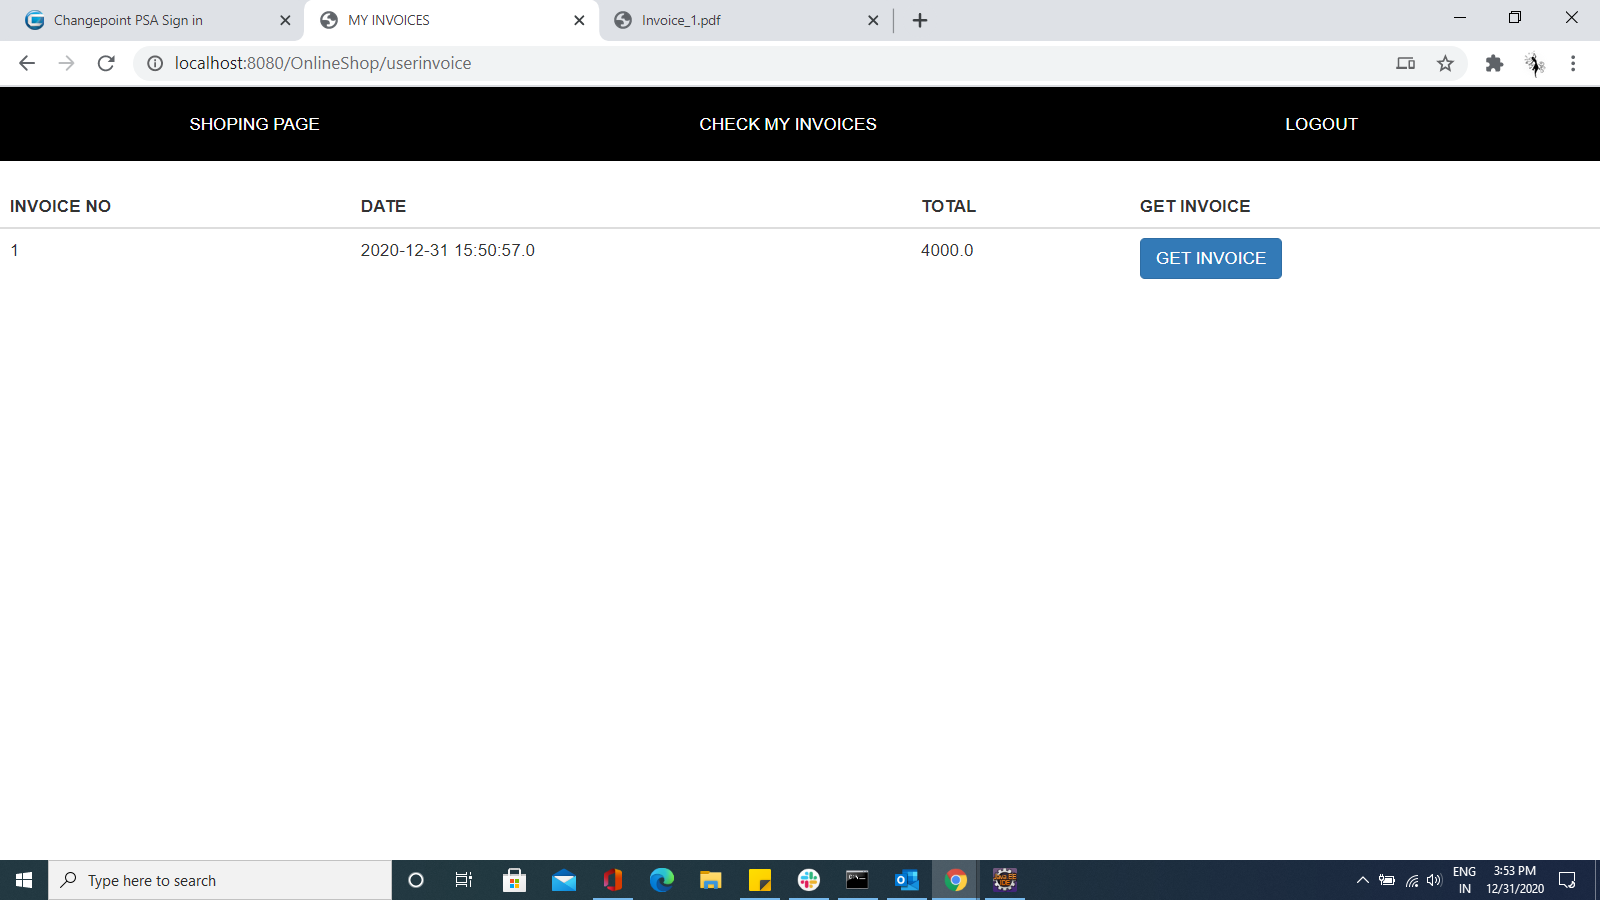 Changepoint PSA Sign in
MY INVOICES
Invoice_1.pdf
localhost:8080/OnlineShop/userinvoice
SHOPING PAGE
CHECK MY INVOICES
LOGOUT
INVOICE NO DATE TOTAL GET INVOICE
1 2020-12-31 15:50:57.0 4000.0 GET INVOICE
Type here to search
ENG
IN
3:53 PM
12/31/2020